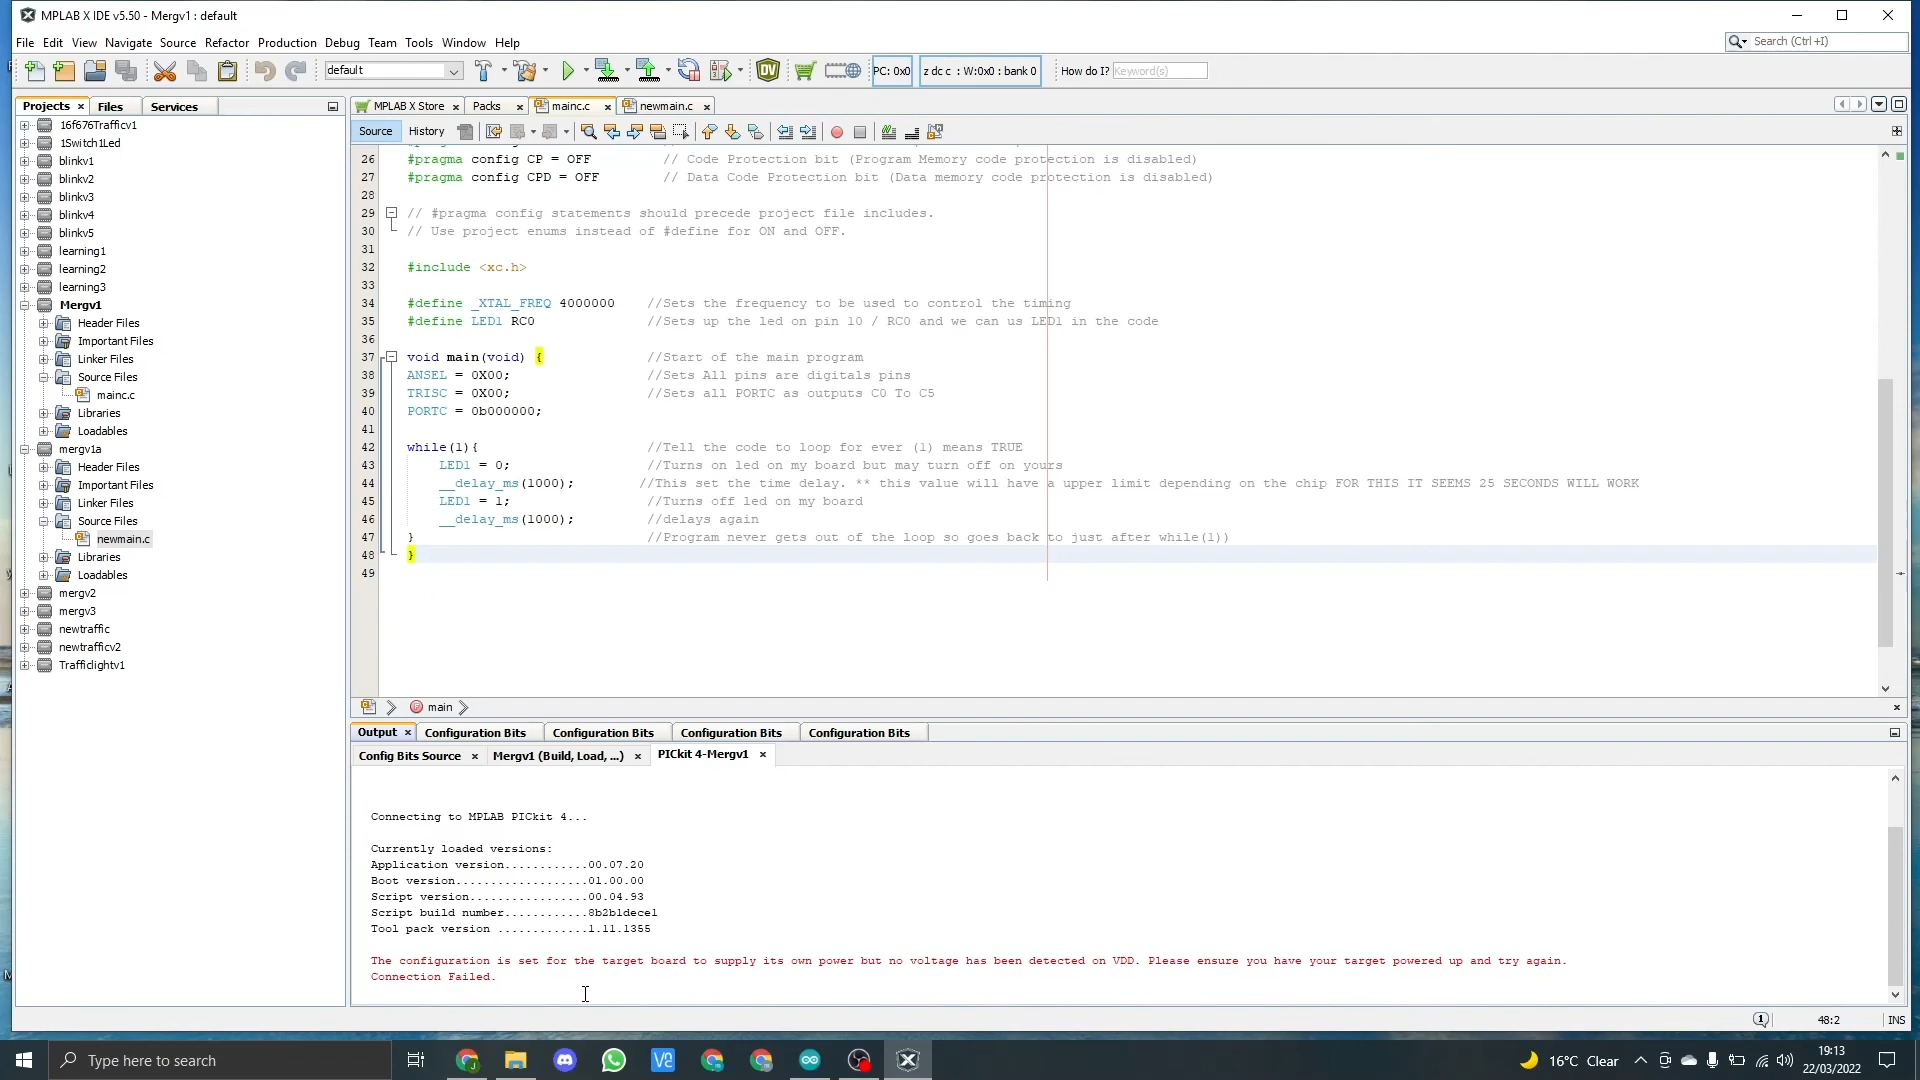 MPLAB X IDE v5.50 - Mergv1 : default
File Edit View Navigate Source Refactor Production Debug Team Tools Window Help
Search (Ctrl+I)
default
PC: 0x0
z dc c : W:0x0 : bank 0
How do I?
Keyword(s)
Projects
Files
Services
16f676Trafficv1
1Switch1Led
blinkv1
blinkv2
blinkv3
blinkv4
blinkv5
learning1
learning2
learning3
Mergv1
Header Files
Important Files
Linker Files
Source Files
mainc.c
Libraries
Loadables
mergv1a
Header Files
Important Files
Linker Files
Source Files
newmain.c
Libraries
Loadables
mergv2
mergv3
newtraffic
newtrafficv2
Trafficlightv1
MPLAB X Store
Packs
mainc.c
newmain.c
Source
History
26 #pragma config CP = OFF // Code Protection bit (Program Memory code protection is disabled)
27 #pragma config CPD = OFF // Data Code Protection bit (Data memory code protection is disabled)
28
29 // #pragma config statements should precede project file includes.
30 // Use project enums instead of #define for ON and OFF.
31
32 #include <xc.h>
33
34 #define _XTAL_FREQ 4000000 //Sets the frequency to be used to control the timing
35 #define LED1 RC0 //Sets up the led on pin 10 / RC0 and we can us LED1 in the code
36
37 void main(void) { //Start of the main program
38 ANSEL = 0X00; //Sets All pins are digitals pins
39 TRISC = 0X00; //Sets all PORTC as outputs C0 To C5
40 PORTC = 0b000000;
41
42 while(1){ //Tell the code to loop for ever (1) means TRUE
43 LED1 = 0; //Turns on led on my board but may turn off on yours
44 __delay_ms(1000); //This set the time delay. ** this value will have a upper limit depending on the chip FOR THIS IT SEEMS 25 SECONDS WILL WORK
45 LED1 = 1; //Turns off led on my board
46 __delay_ms(1000); //delays again
47 } //Program never gets out of the loop so goes back to just after while(1))
48 }
49
main
Output
Configuration Bits
Configuration Bits
Configuration Bits
Configuration Bits
Config Bits Source
Mergv1 (Build, Load, ...)
PICkit 4-Mergv1
Connecting to MPLAB PICkit 4...
Currently loaded versions:
Application version............00.07.20
Boot version...................01.00.00
Script version.................00.04.93
Script build number............8b2b1dece1
Tool pack version .............1.11.1355
The configuration is set for the target board to supply its own power but no voltage has been detected on VDD. Please ensure you have your target powered up and try again.
Connection Failed.
1
48:2
INS
Type here to search
16°C Clear
19:13
22/03/2022